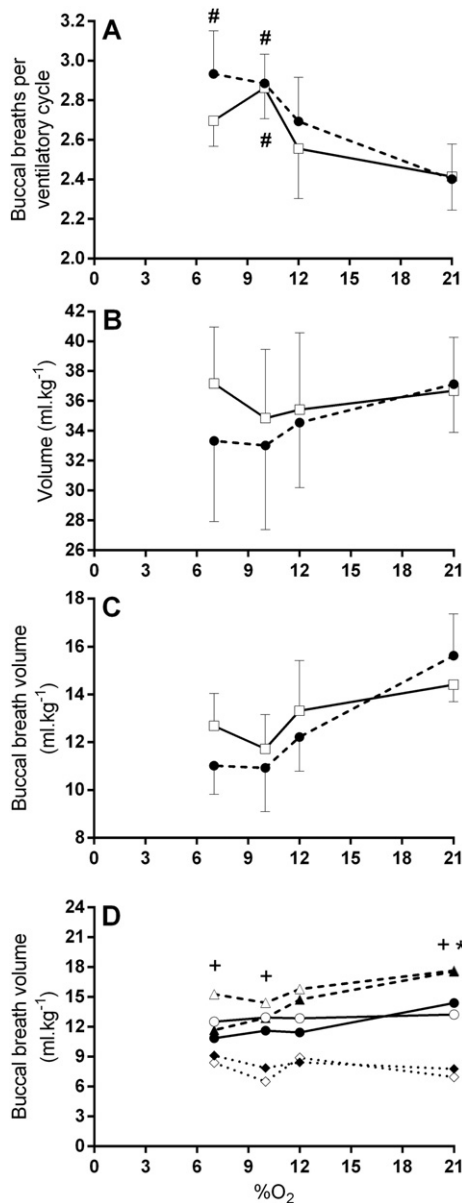 A
Buccal breaths per
ventilatory cycle
3.2
3.0
2.8
2.6
2.4
2.2
2.0
# #
#
0 3 6 9 12 15 18 21
B
Volume (ml.kg-1)
42
40
38
36
34
32
30
28
26
0 3 6 9 12 15 18 21
C
Buccal breath volume
(ml.kg-1)
18
16
14
12
10
8
0 3 6 9 12 15 18 21
D
Buccal breath volume
(ml.kg-1)
24
21
18
15
12
9
6
3
0
+ + + *
0 3 6 9 12 15 18 21
%O2